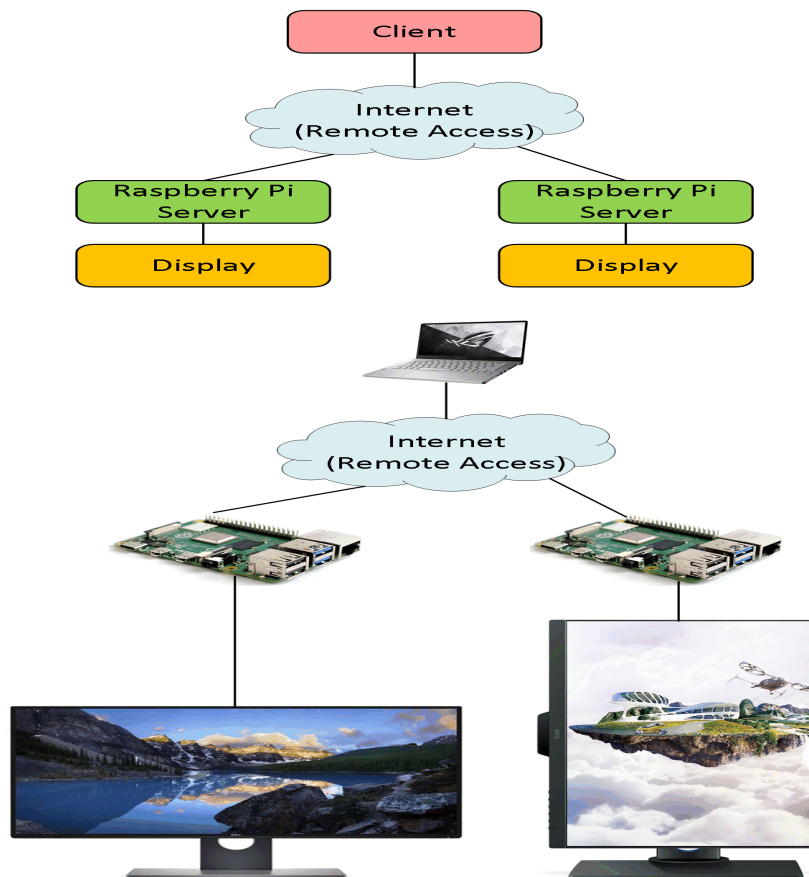 Client
Internet
(Remote Access)
Raspberry Pi
Server
Raspberry Pi
Server
Display
Display
Internet
(Remote Access)